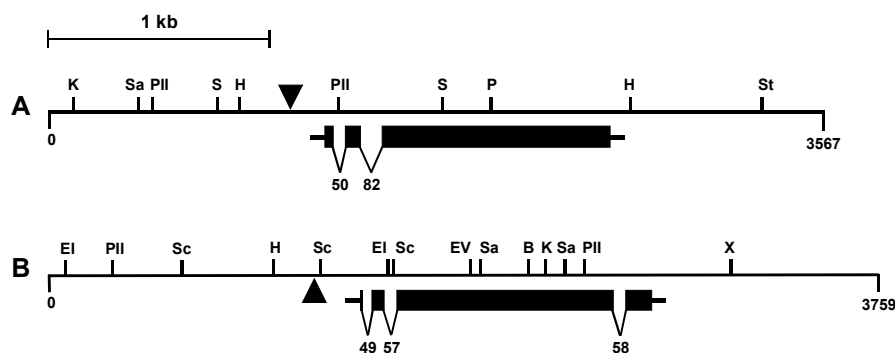 1 kb
K Sa PII S H PII S P H St
A
0 3567
50 82
EI PII Sc H Sc EI Sc EV Sa B K Sa PII X
B
0 3759
49 57 58